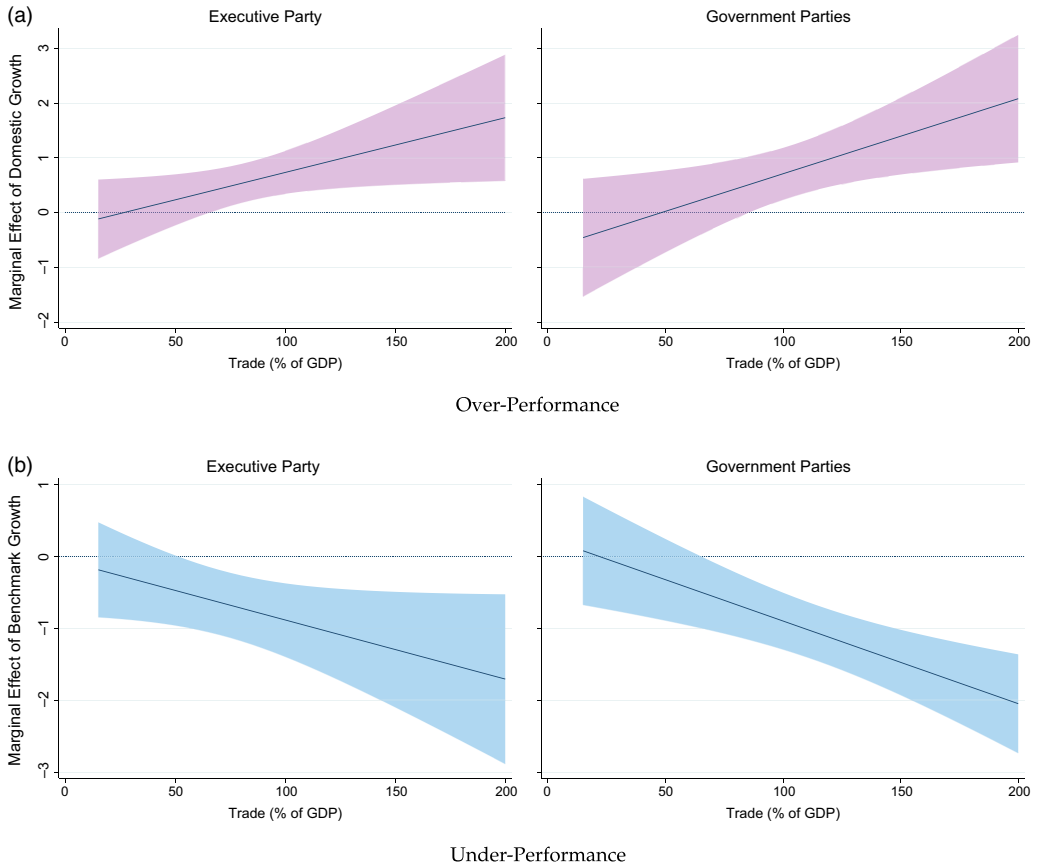 (a)
Executive Party
Government Parties
Marginal Effect of Domestic Growth
3
2
1
0
−1
−2
0 50 100 150 200
0 50 100 150 200
Trade (% of GDP)
Trade (% of GDP)
Over-Performance
(b)
Executive Party
Government Parties
Marginal Effect of Benchmark Growth
1
0
−1
−2
−3
0 50 100 150 200
0 50 100 150 200
Trade (% of GDP)
Trade (% of GDP)
Under-Performance